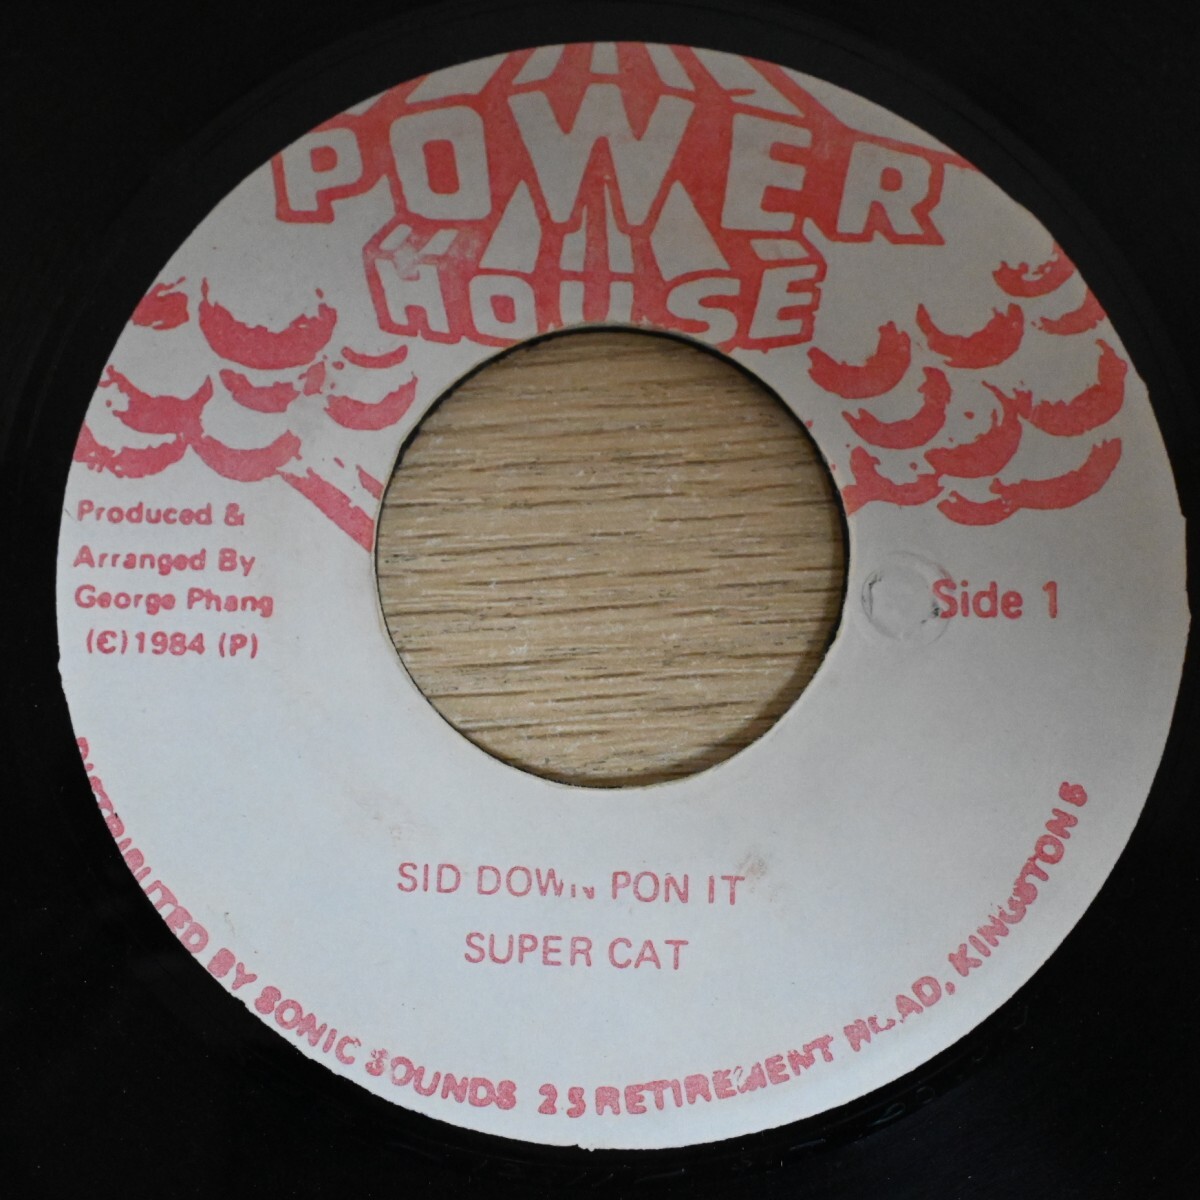 POWER
HOUSE
Produced &
Arranged By
George Phang
(C) 1984 (P)
Side 1
SID DOWN PON IT
SUPER CAT
DISTRIBUTED BY SONIC SOUNDS 25 RETIREMENT ROAD, KINGSTON 5